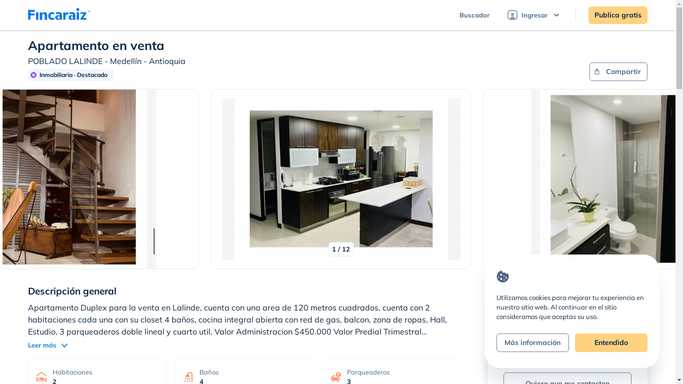 Fincaraiz
Buscador
Ingresar
Publica gratis
Apartamento en venta
POBLADO LALINDE - Medellín - Antioquia
Inmobiliaria · Destacado
Compartir
1 / 12
Descripción general
Apartamento Duplex para la venta en Lalinde, cuenta con una area de 120 metros cuadrados, cuenta con 2
habitaciones cada una con su closet 4 baños, cocina integral abierta con red de gas, balcon, zona de ropas, Hall,
Estudio. 3 parqueaderos doble lineal y cuarto util. Valor Administracion $450.000 Valor Predial Trimestral...
Leer más
Habitaciones
2
Baños
4
Parqueaderos
3
Utilizamos cookies para mejorar tu experiencia en
nuestro sitio web. Al continuar en el sitio
consideramos que aceptas su uso.
Más información
Entendido
Quiero que me contacten